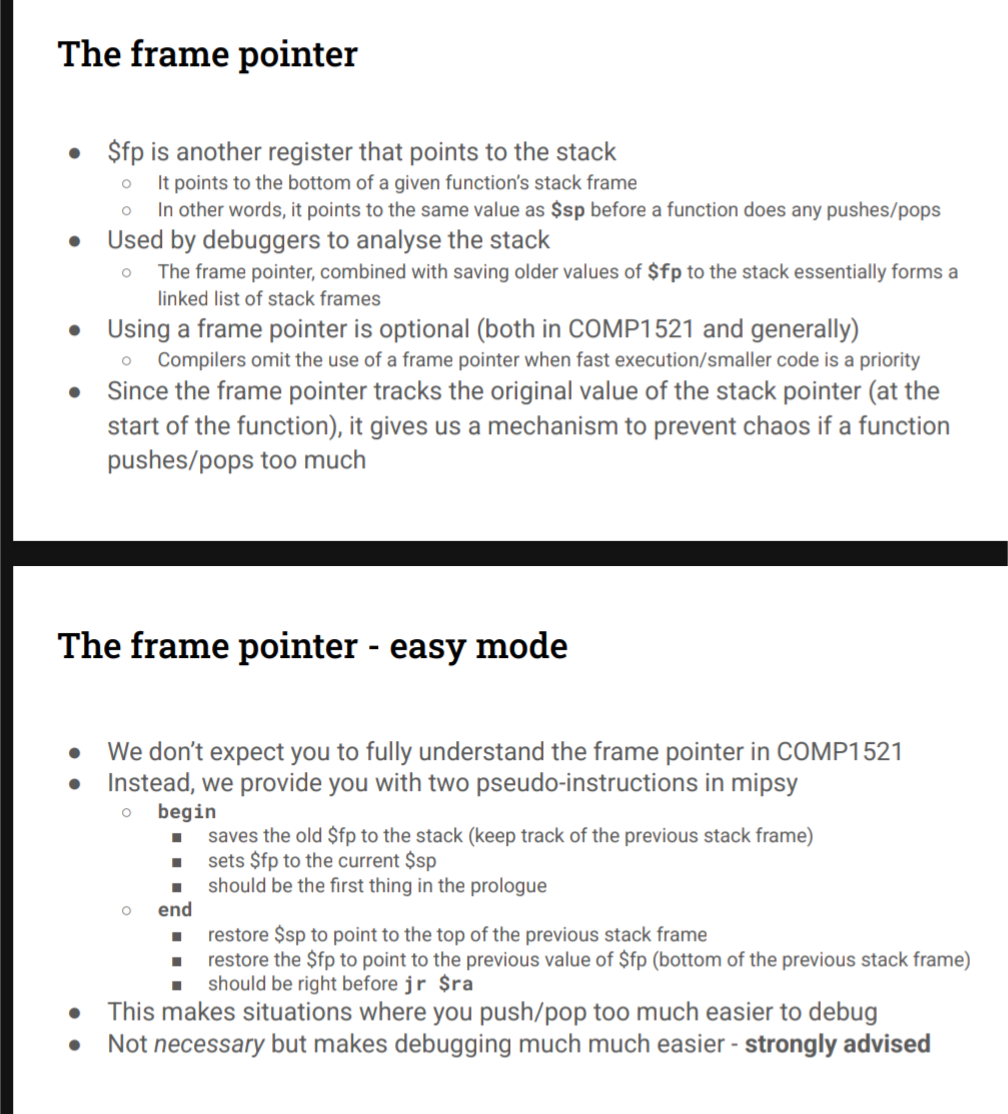 The frame pointer
● $fp is another register that points to the stack
○ It points to the bottom of a given function's stack frame
○ In other words, it points to the same value as $sp before a function does any pushes/pops
● Used by debuggers to analyse the stack
○ The frame pointer, combined with saving older values of $fp to the stack essentially forms a
linked list of stack frames
● Using a frame pointer is optional (both in COMP1521 and generally)
○ Compilers omit the use of a frame pointer when fast execution/smaller code is a priority
● Since the frame pointer tracks the original value of the stack pointer (at the
start of the function), it gives us a mechanism to prevent chaos if a function
pushes/pops too much
The frame pointer - easy mode
● We don't expect you to fully understand the frame pointer in COMP1521
● Instead, we provide you with two pseudo-instructions in mipsy
○ begin
■ saves the old $fp to the stack (keep track of the previous stack frame)
■ sets $fp to the current $sp
■ should be the first thing in the prologue
○ end
■ restore $sp to point to the top of the previous stack frame
■ restore the $fp to point to the previous value of $fp (bottom of the previous stack frame)
■ should be right before jr $ra
● This makes situations where you push/pop too much easier to debug
● Not necessary but makes debugging much much easier - strongly advised